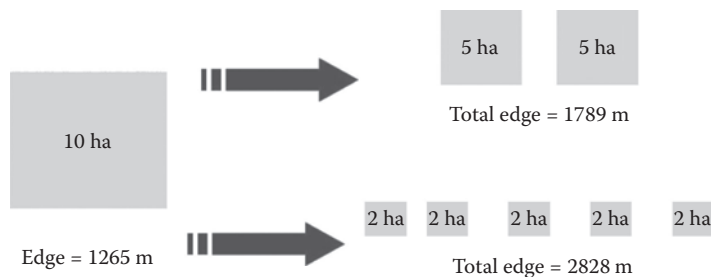 10 ha
Edge = 1265 m
5 ha 5 ha
Total edge = 1789 m
2 ha 2 ha 2 ha 2 ha 2 ha
Total edge = 2828 m